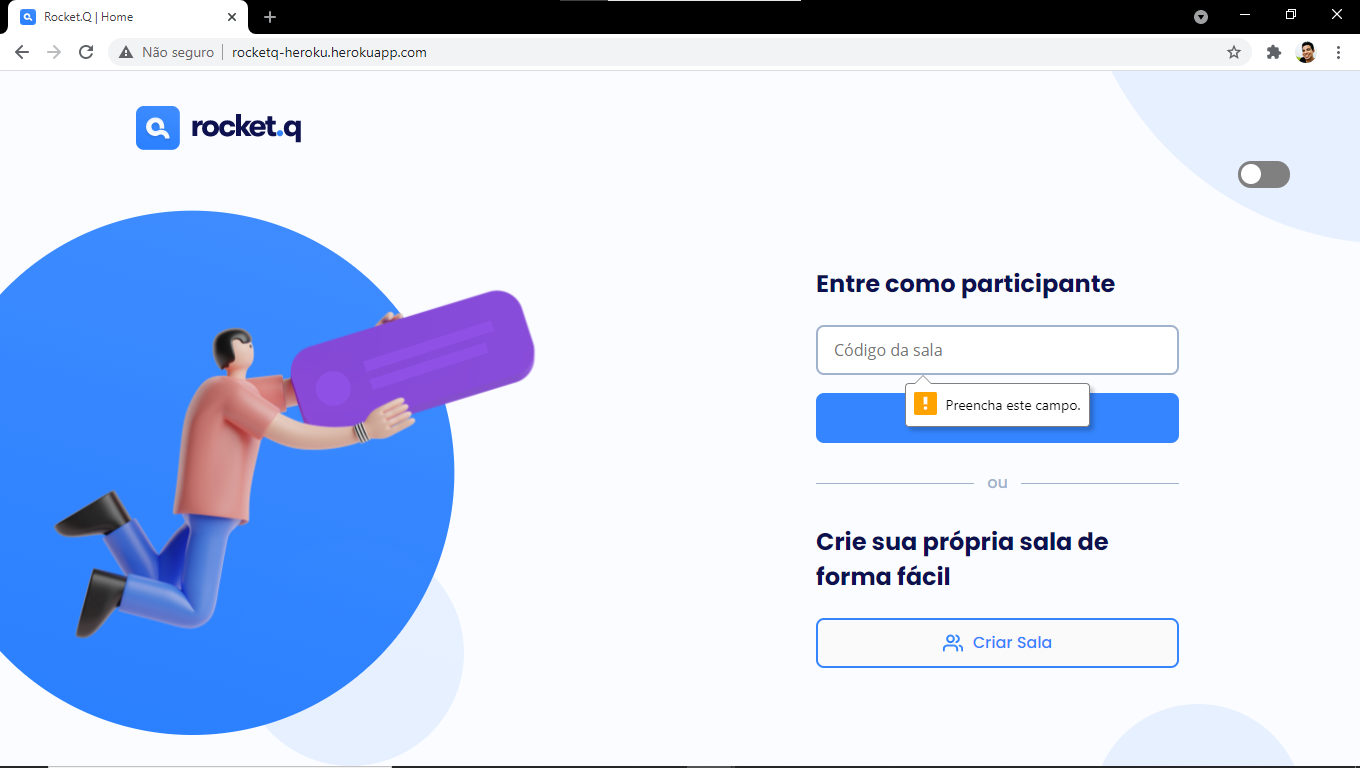 Rocket.Q | Home
Não seguro
rocketq-heroku.herokuapp.com
rocket.q
Entre como participante
Código da sala
Preencha este campo.
ou
Crie sua própria sala de
forma fácil
Criar Sala